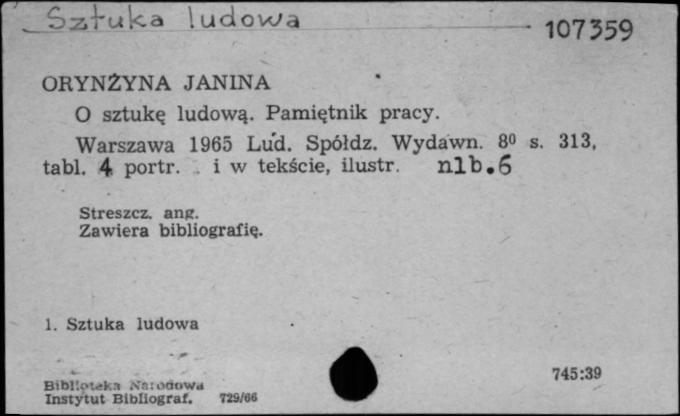 Sztuka ludowa
107359
ORYNŻYNA JANINA
O sztukę ludową. Pamiętnik pracy.
Warszawa 1965 Lud. Spółdz. Wydawn. 8⁰ s. 313,
tabl. 4 portr. i w tekście, ilustr. nlb.6
Streszcz. ang.
Zawiera bibliografię.
1. Sztuka ludowa
745:39
Biblioteka Narodowa
Instytut Bibliograf. 729/66